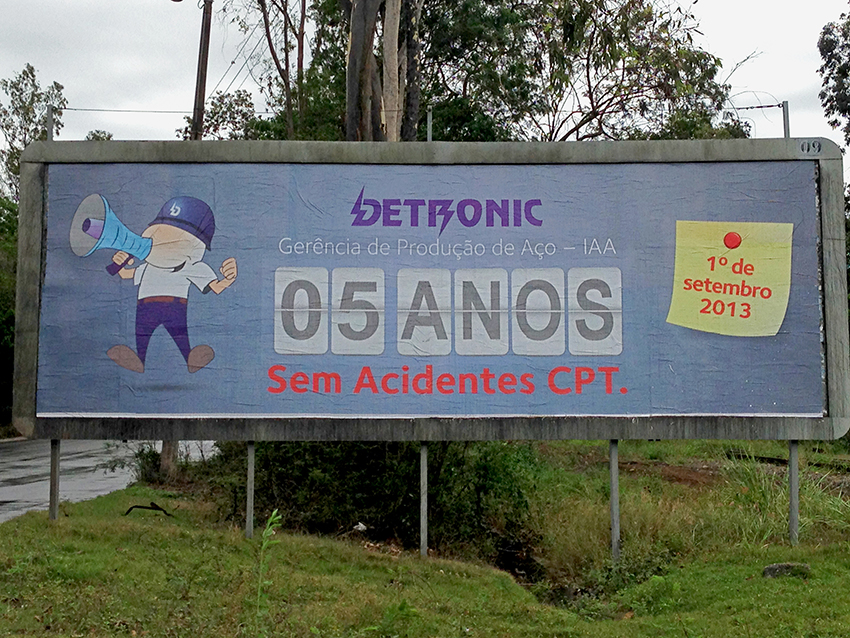 09
DETRONIC
Gerência de Produção de Aço – IAA
05 ANOS
Sem Acidentes CPT.
1º de
setembro
2013